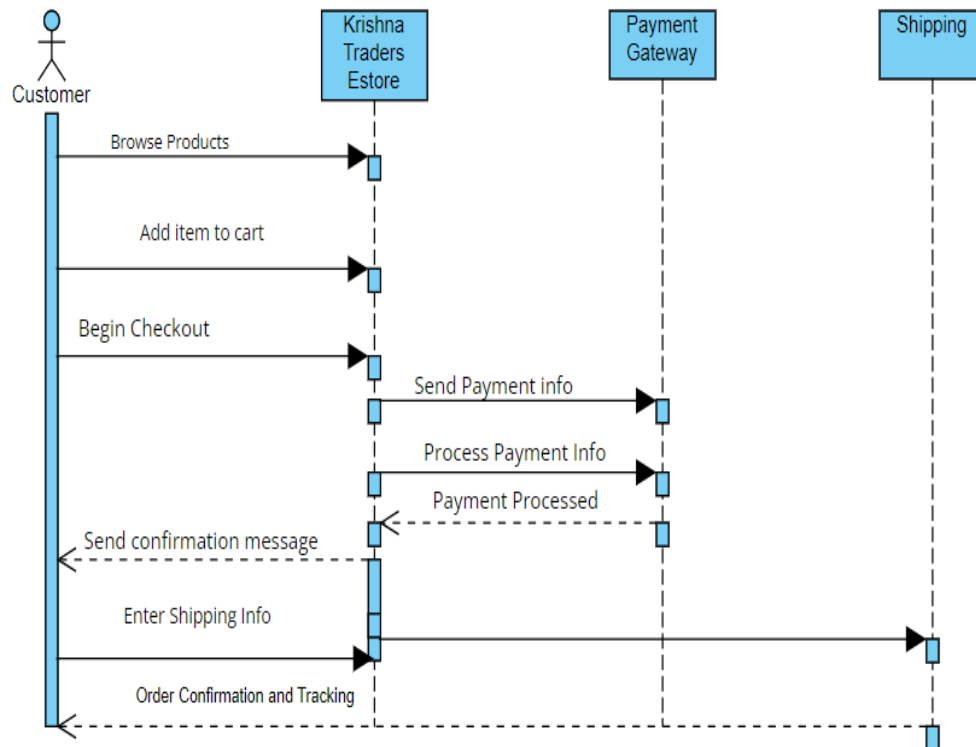 Krishna
Traders
Estore
Payment
Gateway
Shipping
Customer
Browse Products
Add item to cart
Begin Checkout
Send Payment info
Process Payment Info
Payment Processed
Send confirmation message
Enter Shipping Info
Order Confirmation and Tracking